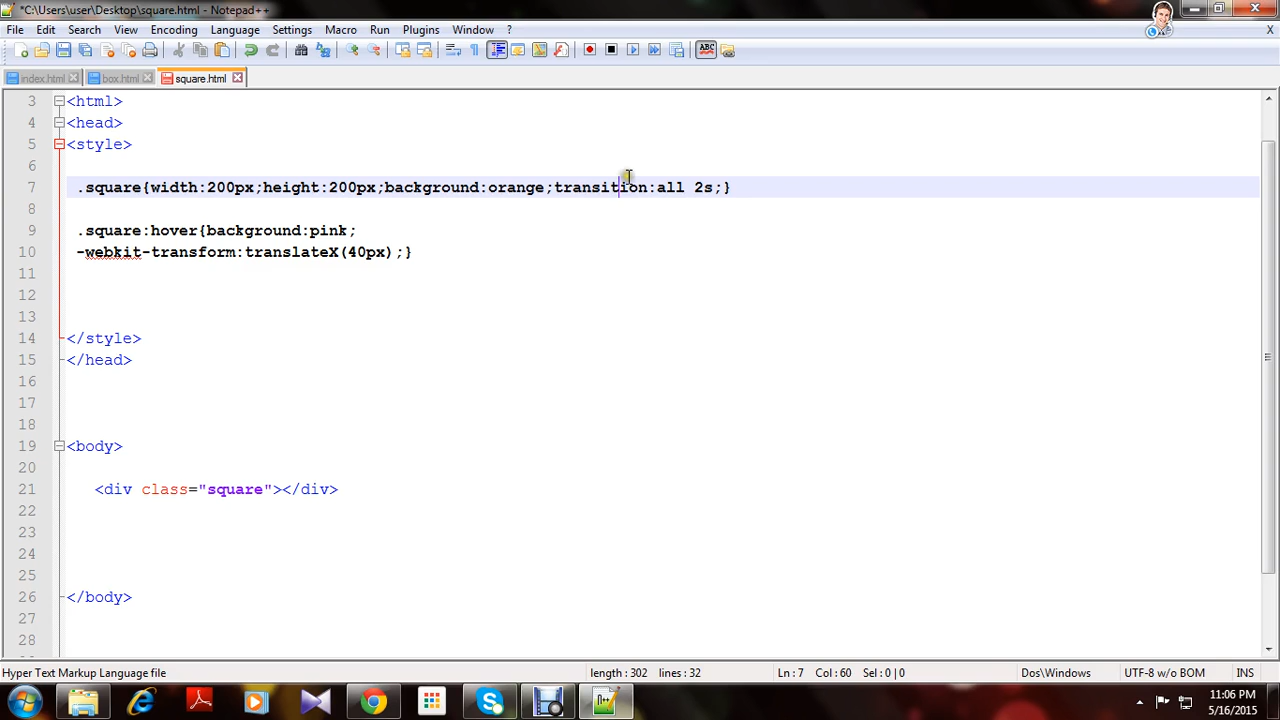 *C:\Users\user\Desktop\square.html - Notepad++
File Edit Search View Encoding Language Settings Macro Run Plugins Window ? X
index.html box.html square.html
3 <html>
4 <head>
5 <style>
6
7 .square{width:200px;height:200px;background:orange;transition:all 2s;}
8
9 .square:hover{background:pink;
10 -webkit-transform:translateX(40px);}
11
12
13
14 </style>
15 </head>
16
17
18
19 <body>
20
21 <div class="square"></div>
22
23
24
25
26 </body>
27
28
Hyper Text Markup Language file length : 302 lines : 32 Ln : 7 Col : 60 Sel : 0 | 0 Dos\Windows UTF-8 w/o BOM INS
11:06 PM
5/16/2015